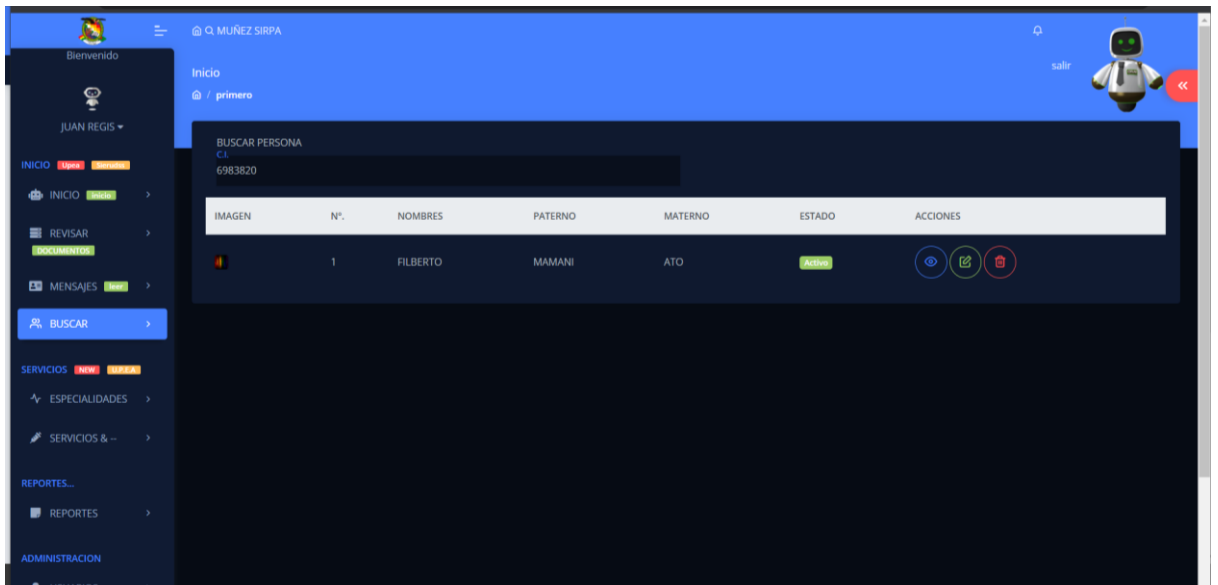 MUÑEZ SIRPA
Bienvenido
JUAN REGIS
salir
Inicio
/ primero
BUSCAR PERSONA
C.I.
6983820
IMAGEN N°. NOMBRES PATERNO MATERNO ESTADO ACCIONES
1 FILBERTO MAMANI ATO Activo
INICIO Upea
INICIO inicio
REVISAR
DOCUMENTOS
MENSAJES leer
BUSCAR
SERVICIOS NEW U.P.E.A
ESPECIALIDADES
SERVICIOS & --
REPORTES...
REPORTES
ADMINISTRACION